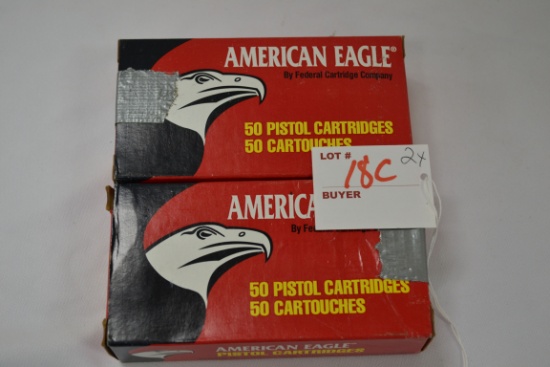 AMERICAN EAGLE®
By Federal Cartridge Company
50 PISTOL CARTRIDGES
50 CARTOUCHES
LOT # 18C 2x
BUYER
AMERICA
By Fede
50 PISTOL CARTRIDGES
50 CARTOUCHES
AMERICAN EAGLE
PISTOL CARTRIDGES